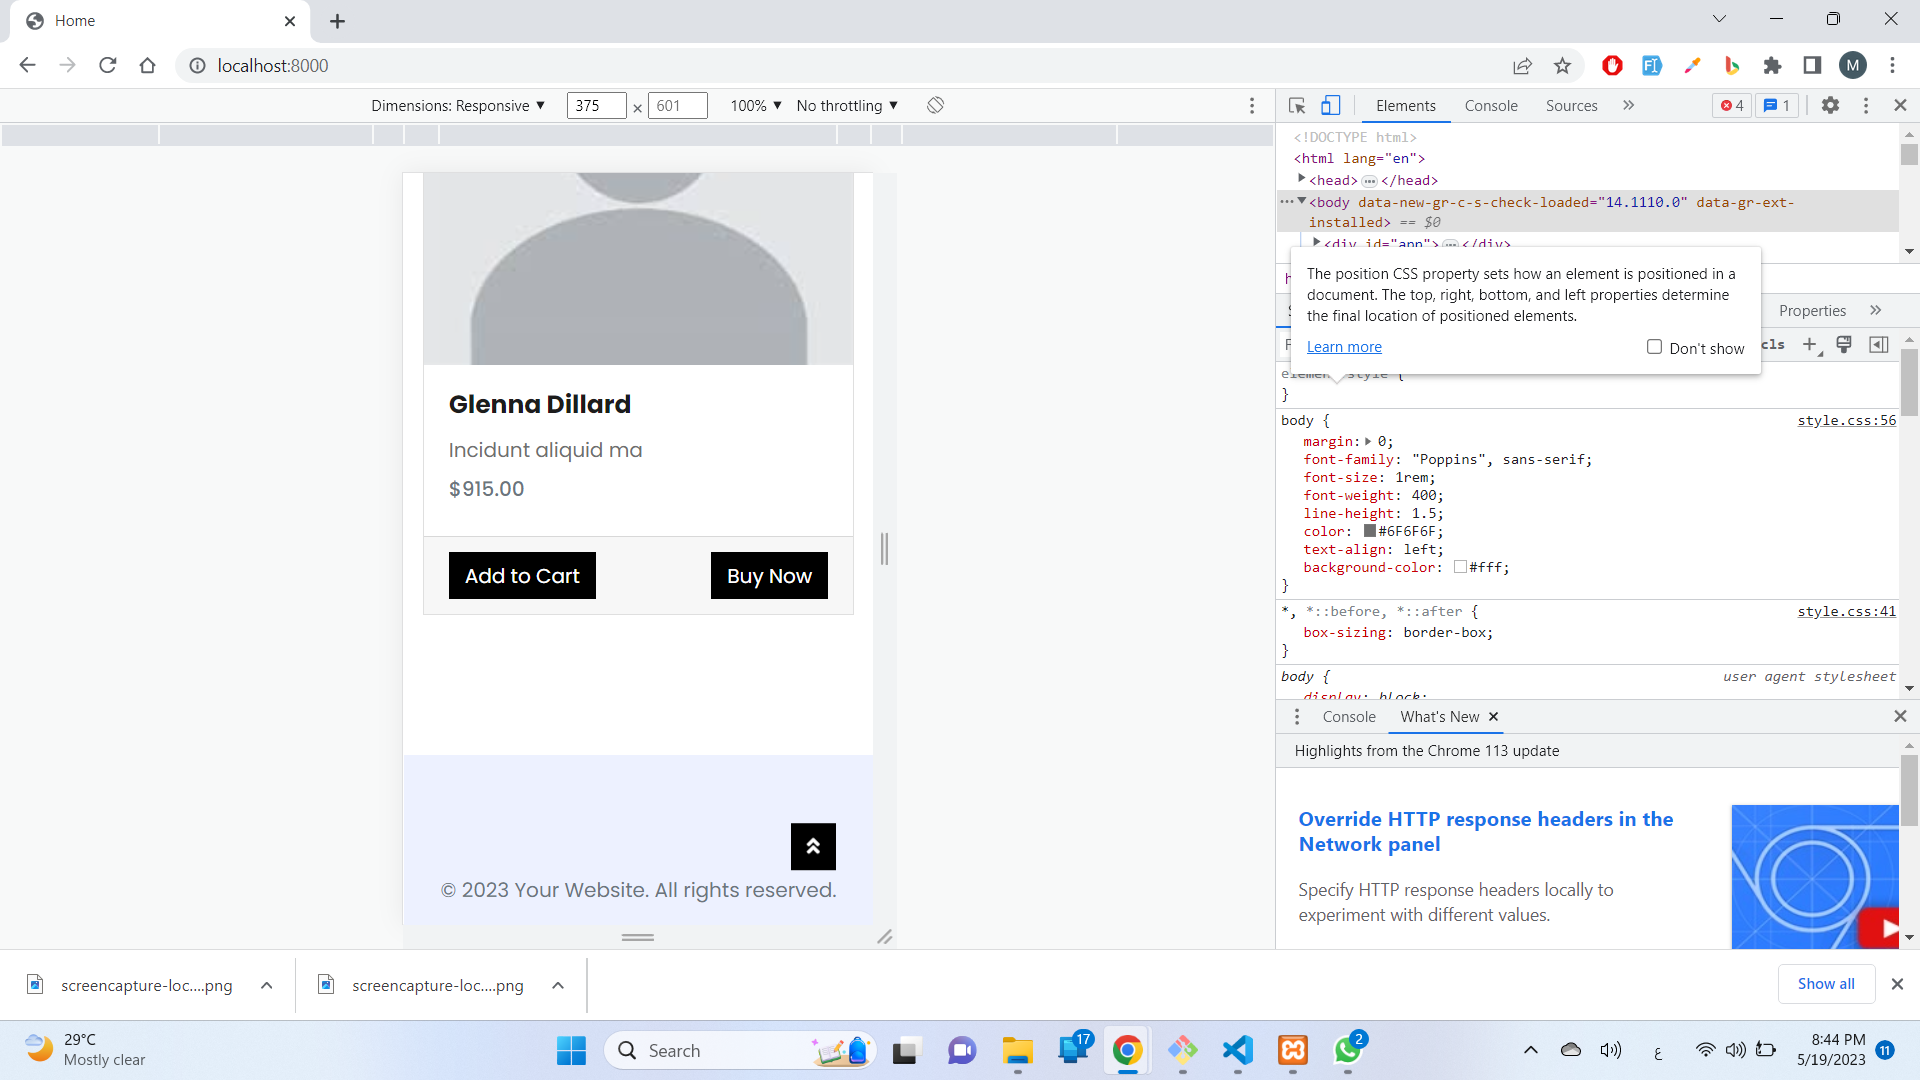 Home
localhost:8000
M
Dimensions: Responsive ▼ 375 × 601 100% ▼ No throttling ▼
Elements Console Sources » 4 1
<!DOCTYPE html>
<html lang="en">
<head> … </head>
<body data-new-gr-c-s-check-loaded="14.1110.0" data-gr-ext-
installed> == $0
<div id="app"> … </div>
The position CSS property sets how an element is positioned in a
document. The top, right, bottom, and left properties determine
the final location of positioned elements.
Learn more Don't show
Properties »
cls
element.style {
}
body { style.css:56
margin: 0;
font-family: "Poppins", sans-serif;
font-size: 1rem;
font-weight: 400;
line-height: 1.5;
color: #6F6F6F;
text-align: left;
background-color: #fff;
}
*, *::before, *::after { style.css:41
box-sizing: border-box;
}
body { user agent stylesheet
display: block;
Console What's New
Highlights from the Chrome 113 update
Override HTTP response headers in the
Network panel
Specify HTTP response headers locally to
experiment with different values.
Glenna Dillard
Incidunt aliquid ma
$915.00
Add to Cart Buy Now
© 2023 Your Website. All rights reserved.
screencapture-loc....png screencapture-loc....png Show all
29°C
Mostly clear
Search
17
2
ع
8:44 PM
5/19/2023
11